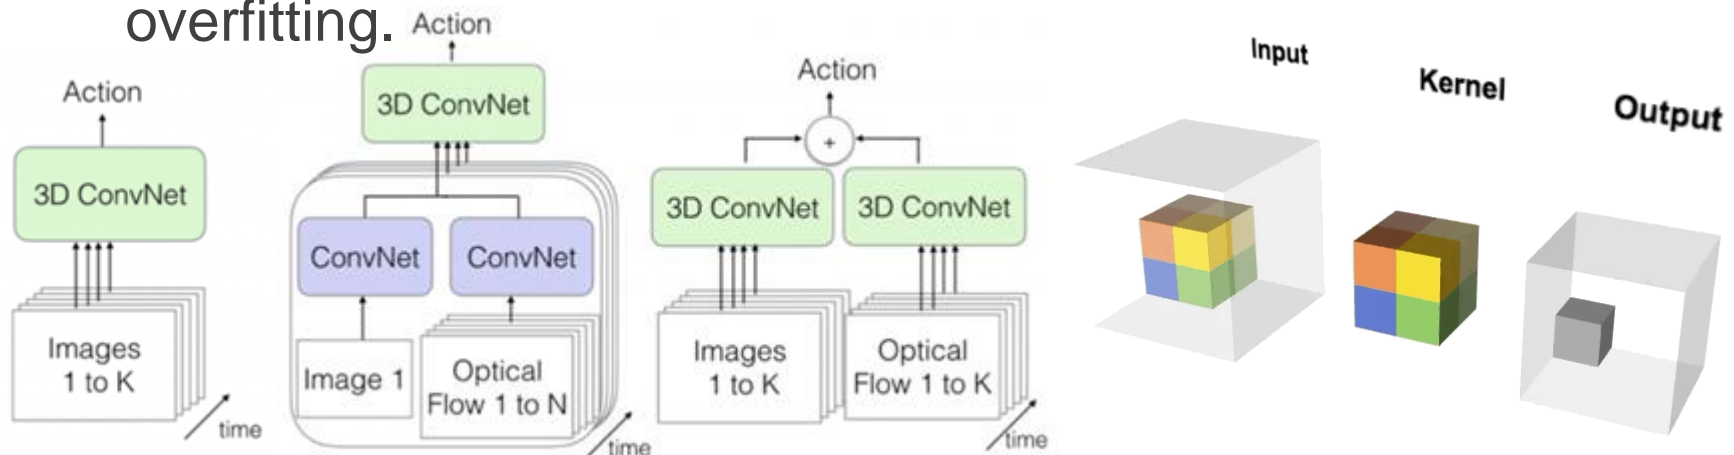 overfitting.
Action
3D ConvNet
Images
1 to K
time
Action
3D ConvNet
ConvNet
ConvNet
Image 1
Optical
Flow 1 to N
time
Action
+
3D ConvNet
3D ConvNet
Images
1 to K
Optical
Flow 1 to K
time
Input
Kernel
Output